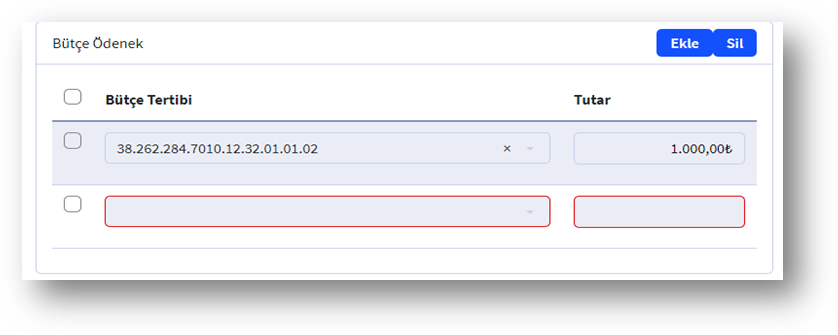 Bütçe Ödenek Ekle Sil
Bütçe Tertibi Tutar
38.262.284.7010.12.32.01.01.02 × 1.000,00₺